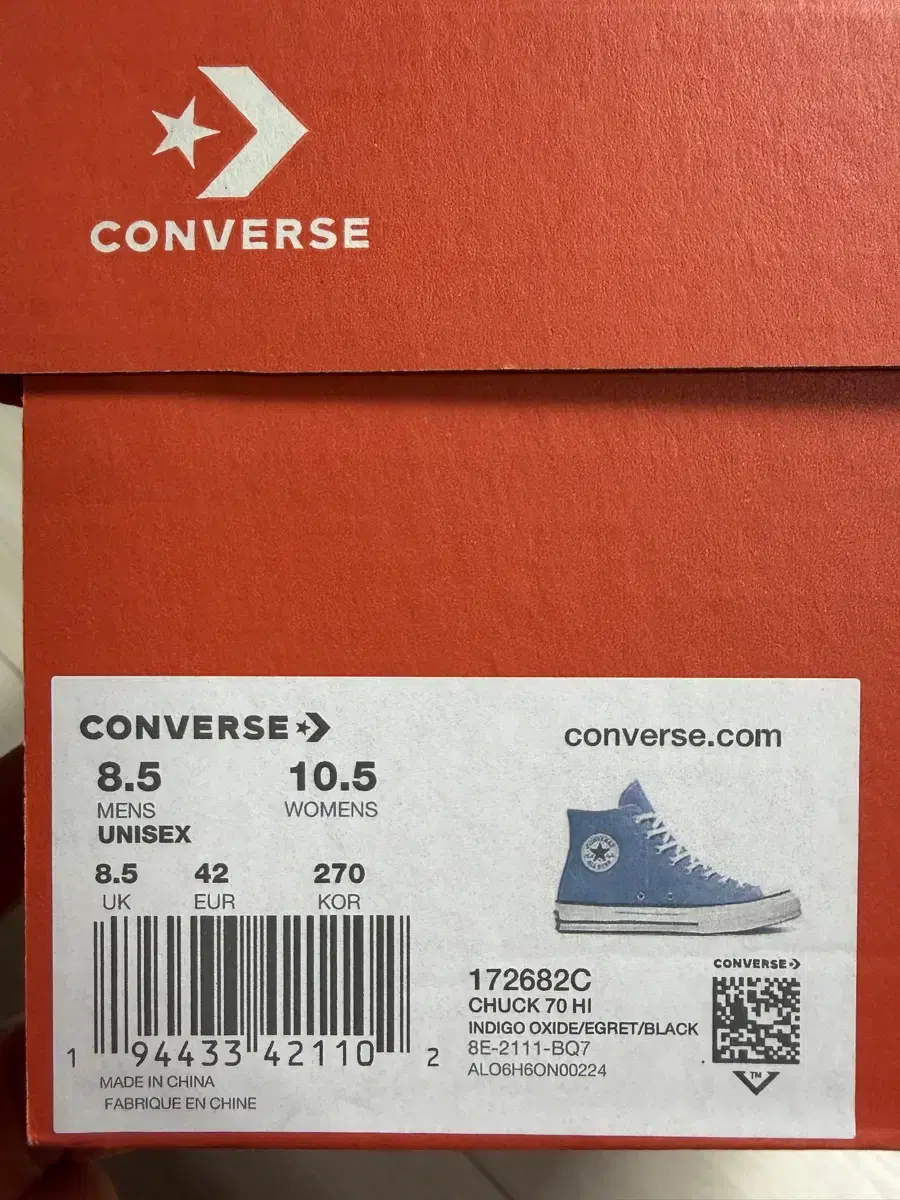 CONVERSE
CONVERSE
converse.com
8.5 10.5
MENS WOMENS
UNISEX
8.5 42 270
UK EUR KOR
1 94433 42110 2
MADE IN CHINA
FABRIQUE EN CHINE
172682C
CHUCK 70 HI
INDIGO OXIDE/EGRET/BLACK
8E-2111-BQ7
ALO6H6ON00224
CONVERSE
TM